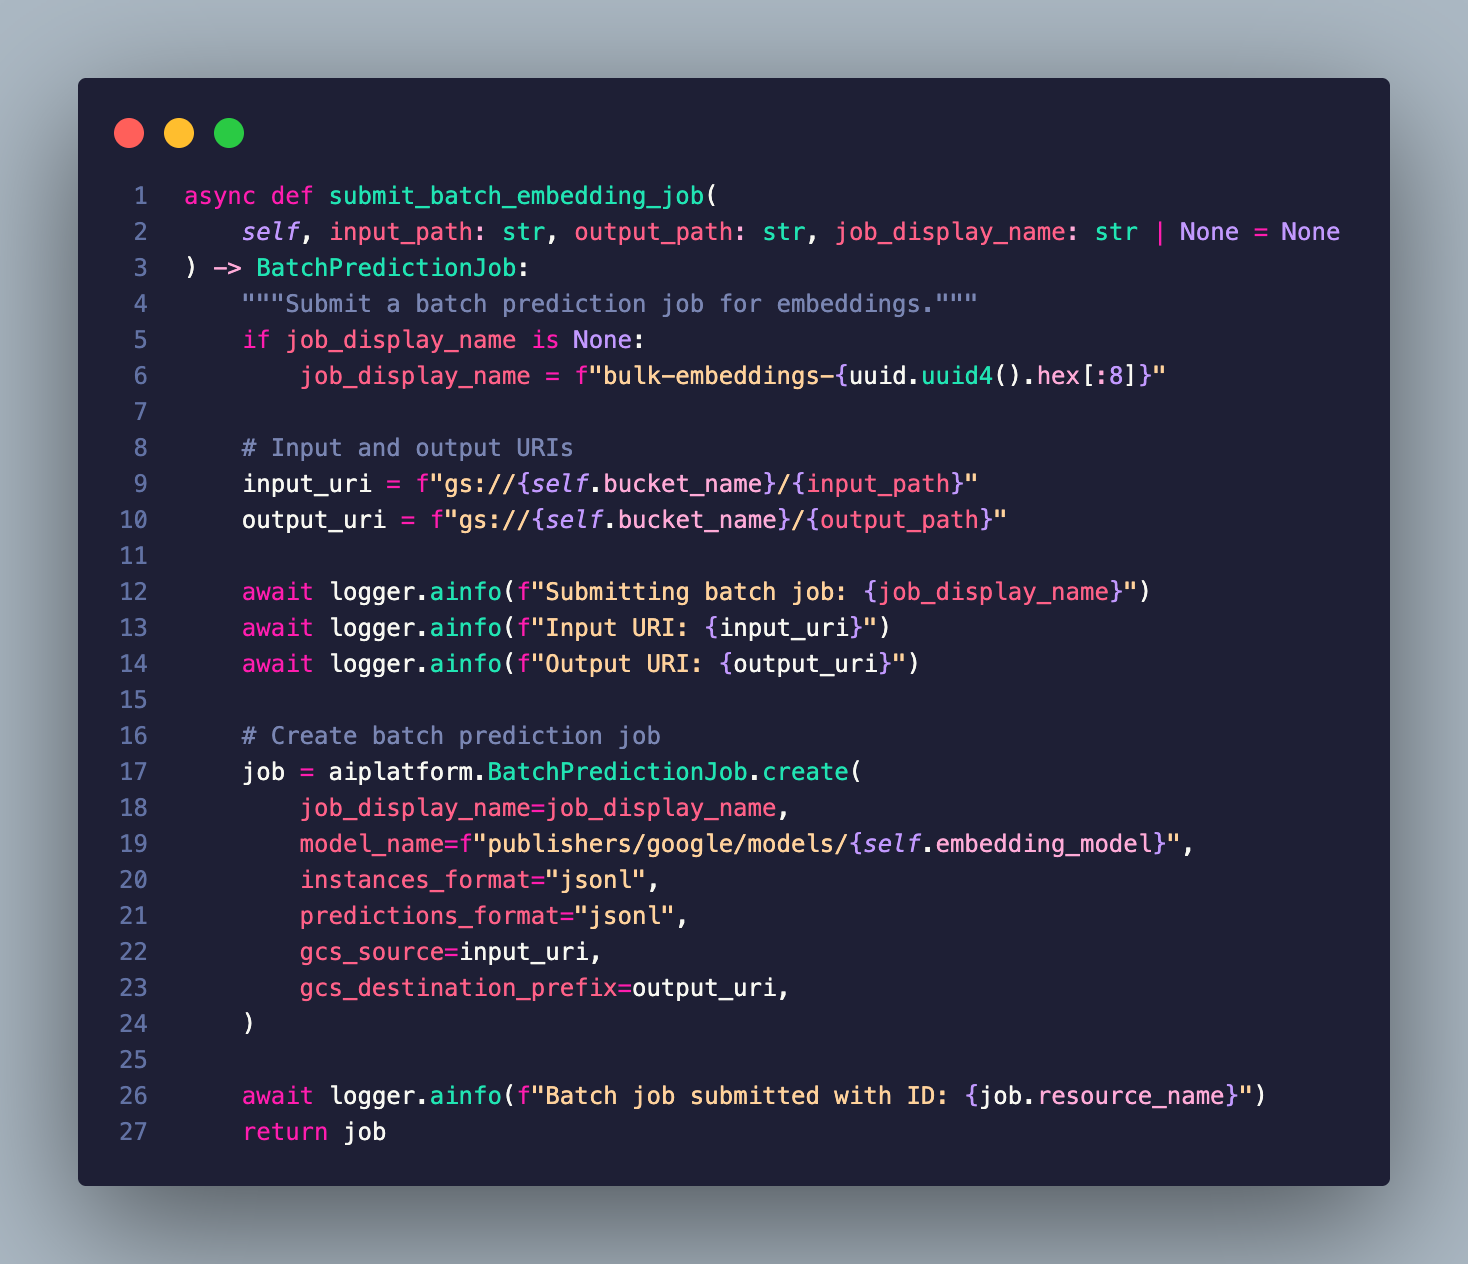 1 async def submit_batch_embedding_job(
2     self, input_path: str, output_path: str, job_display_name: str | None = None
3 ) -> BatchPredictionJob:
4     """Submit a batch prediction job for embeddings."""
5     if job_display_name is None:
6         job_display_name = f"bulk-embeddings-{uuid.uuid4().hex[:8]}"
7
8     # Input and output URIs
9     input_uri = f"gs://{self.bucket_name}/{input_path}"
10     output_uri = f"gs://{self.bucket_name}/{output_path}"
11
12     await logger.ainfo(f"Submitting batch job: {job_display_name}")
13     await logger.ainfo(f"Input URI: {input_uri}")
14     await logger.ainfo(f"Output URI: {output_uri}")
15
16     # Create batch prediction job
17     job = aiplatform.BatchPredictionJob.create(
18         job_display_name=job_display_name,
19         model_name=f"publishers/google/models/{self.embedding_model}",
20         instances_format="jsonl",
21         predictions_format="jsonl",
22         gcs_source=input_uri,
23         gcs_destination_prefix=output_uri,
24     )
25
26     await logger.ainfo(f"Batch job submitted with ID: {job.resource_name}")
27     return job